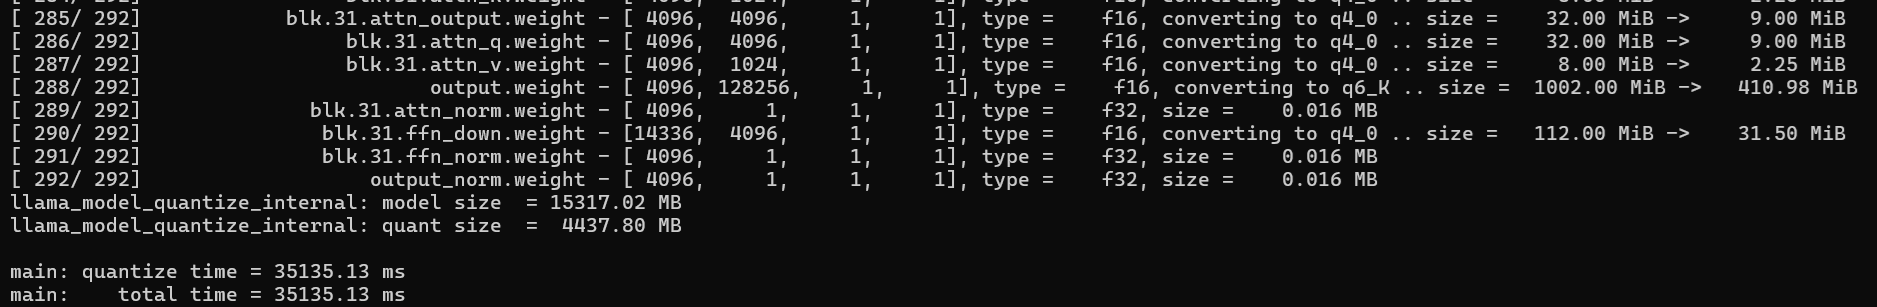 [ 285/ 292] blk.31.attn_output.weight - [ 4096, 4096, 1, 1], type = f16, converting to q4_0 .. size = 32.00 MiB -> 9.00 MiB
[ 286/ 292] blk.31.attn_q.weight - [ 4096, 4096, 1, 1], type = f16, converting to q4_0 .. size = 32.00 MiB -> 9.00 MiB
[ 287/ 292] blk.31.attn_v.weight - [ 4096, 1024, 1, 1], type = f16, converting to q4_0 .. size = 8.00 MiB -> 2.25 MiB
[ 288/ 292] output.weight - [ 4096, 128256, 1, 1], type = f16, converting to q6_K .. size = 1002.00 MiB -> 410.98 MiB
[ 289/ 292] blk.31.attn_norm.weight - [ 4096, 1, 1, 1], type = f32, size = 0.016 MB
[ 290/ 292] blk.31.ffn_down.weight - [14336, 4096, 1, 1], type = f16, converting to q4_0 .. size = 112.00 MiB -> 31.50 MiB
[ 291/ 292] blk.31.ffn_norm.weight - [ 4096, 1, 1, 1], type = f32, size = 0.016 MB
[ 292/ 292] output_norm.weight - [ 4096, 1, 1, 1], type = f32, size = 0.016 MB
llama_model_quantize_internal: model size = 15317.02 MB
llama_model_quantize_internal: quant size = 4437.80 MB
main: quantize time = 35135.13 ms
main: total time = 35135.13 ms